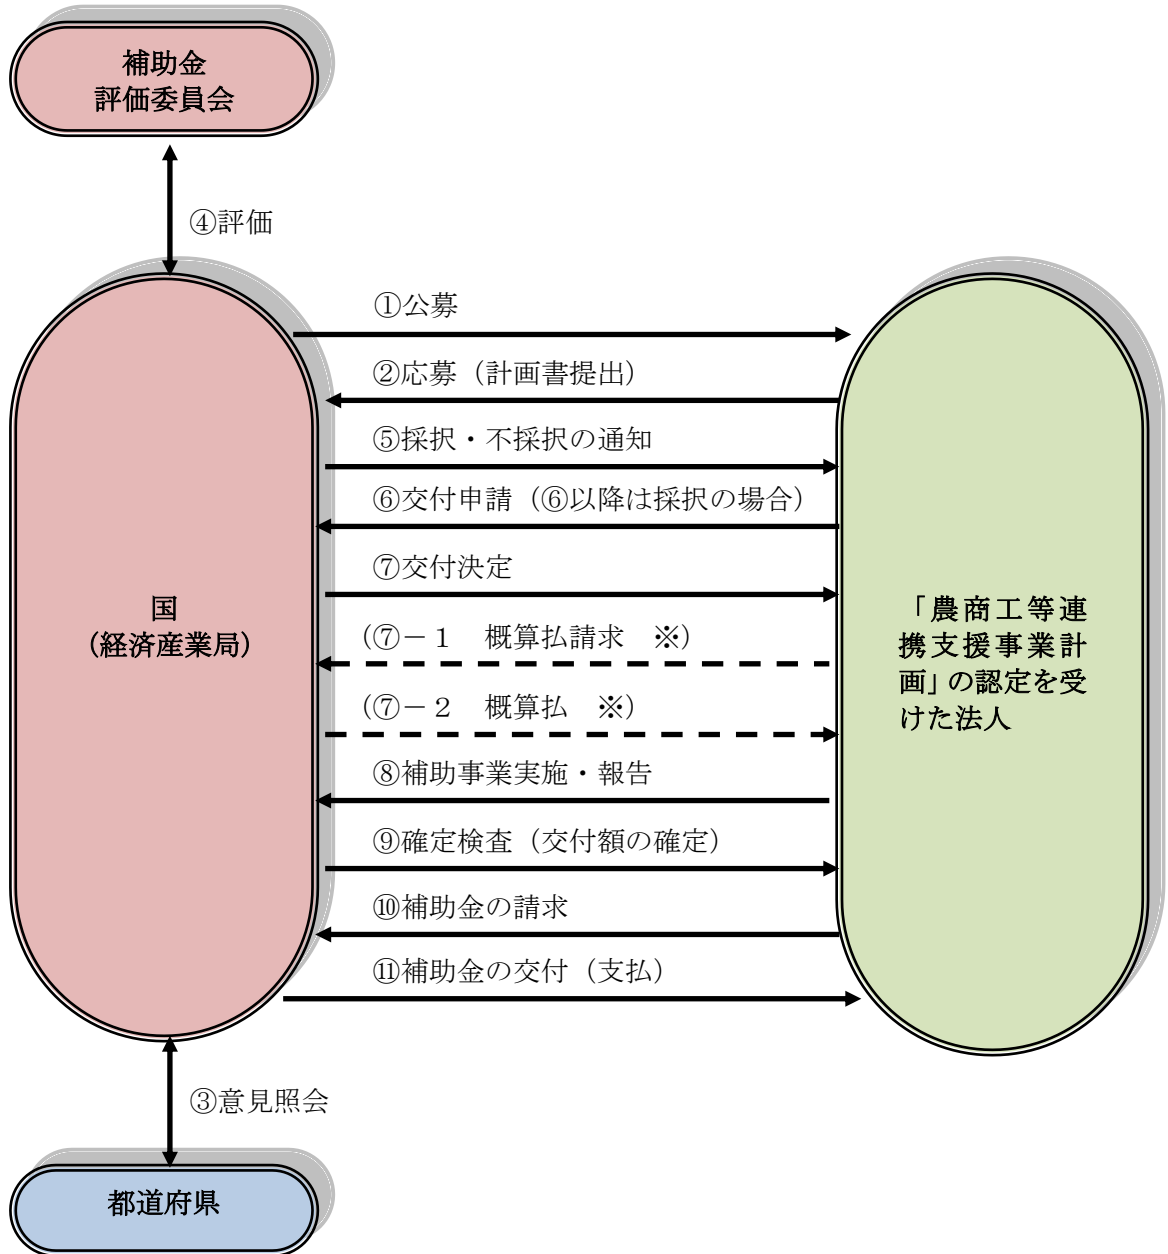 補助金
評価委員会
④評価
①公募
②応募（計画書提出）
⑤採択・不採択の通知
⑥交付申請（⑥以降は採択の場合）
⑦交付決定
国
（経済産業局）
（⑦－１　概算払請求　※）
（⑦－２　概算払　※）
「農商工等連
携支援事業計
画」の認定を受
けた法人
⑧補助事業実施・報告
⑨確定検査（交付額の確定）
⑩補助金の請求
⑪補助金の交付（支払）
③意見照会
都道府県